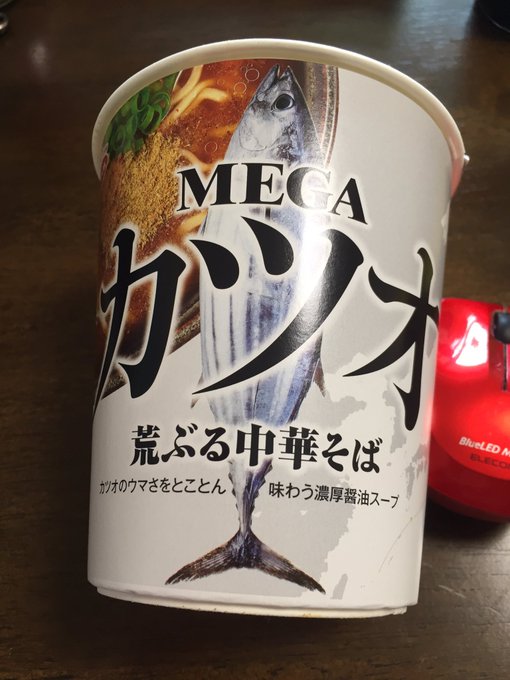 MEGA
カツオ
荒ぶる中華そば
カツオのウマさをとことん 味わう濃厚醤油スープ
BlueLED M
ELECO